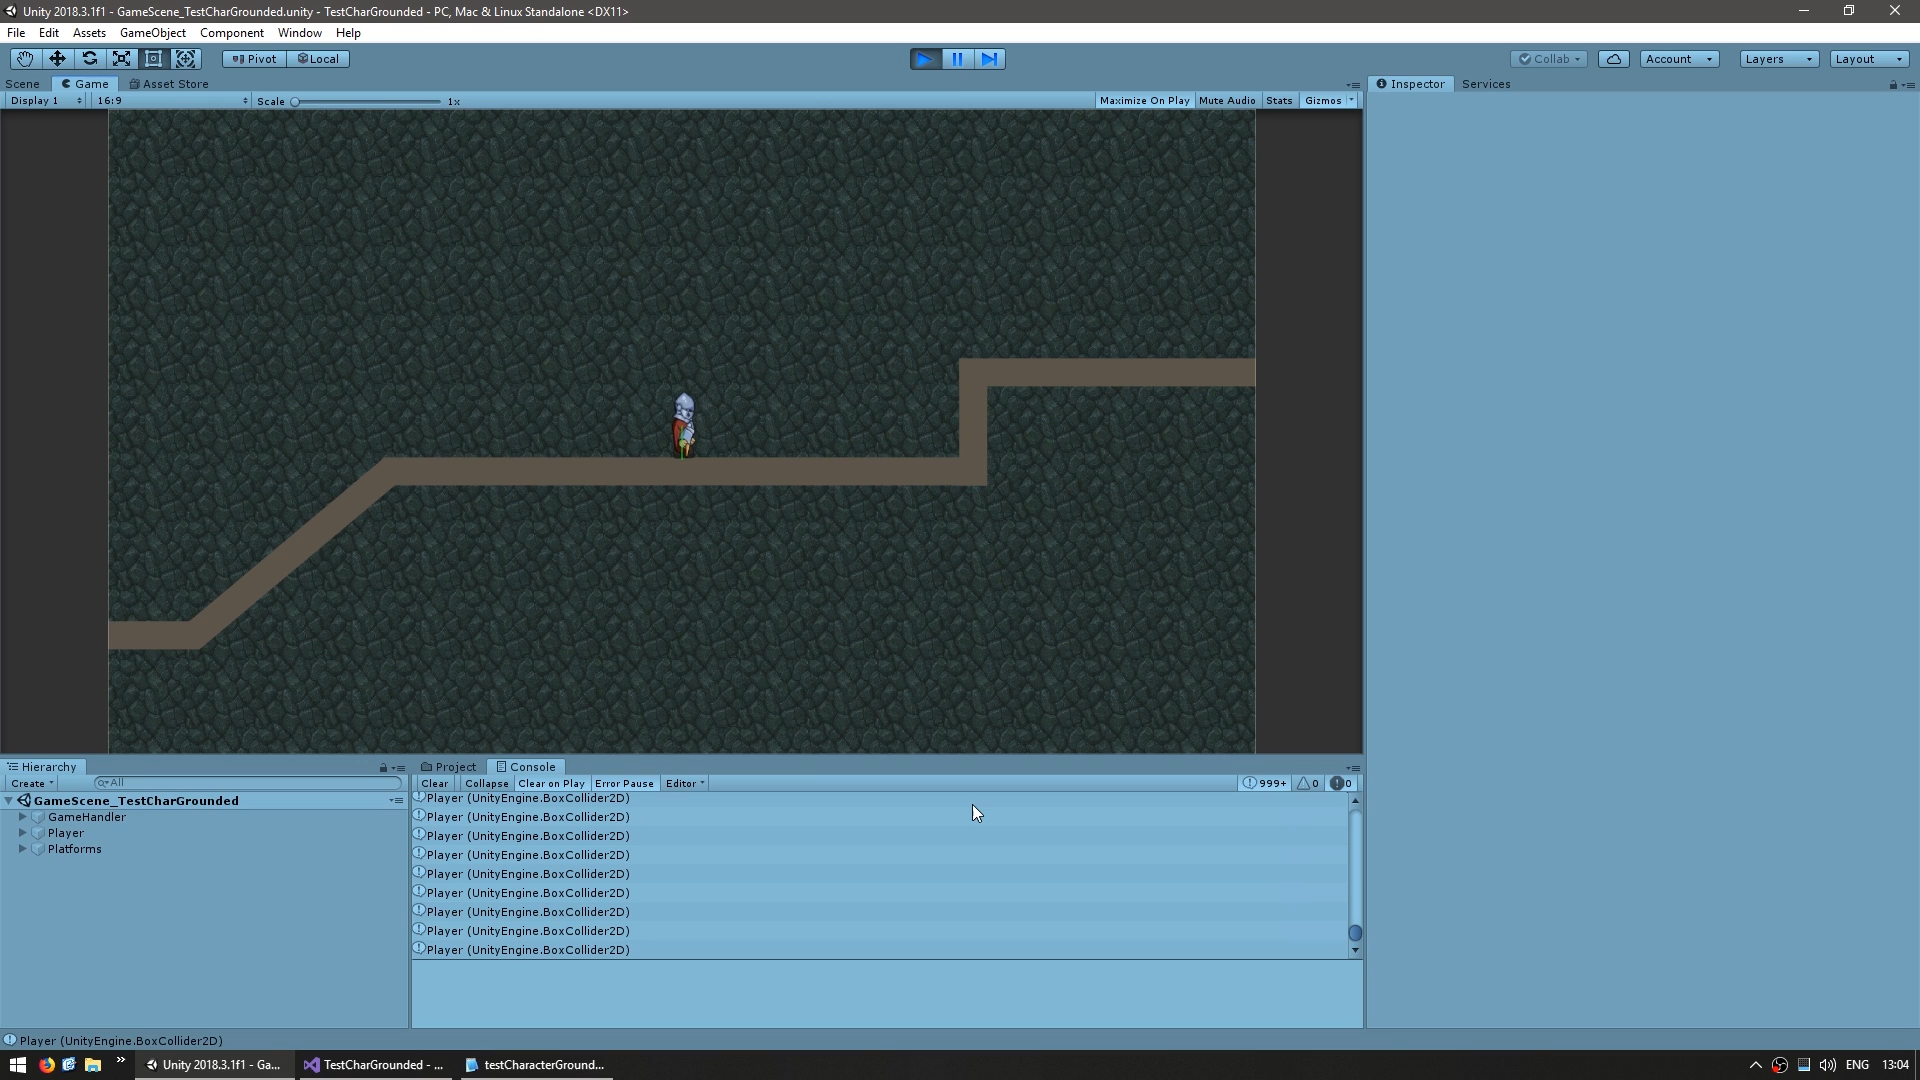 Unity 2018.3.1f1 - GameScene_TestCharGrounded.unity - TestCharGrounded - PC, Mac & Linux Standalone <DX11>
File Edit Assets GameObject Component Window Help
Pivot Local Collab Account Layers Layout
Scene Game Asset Store Inspector Services
Display 1 16:9 Scale 1x Maximize On Play Mute Audio Stats Gizmos
Hierarchy Project Console
Create All Clear Collapse Clear on Play Error Pause Editor 999+ 0 0
GameScene_TestCharGrounded
GameHandler
Player
Platforms
Player (UnityEngine.BoxCollider2D)
Player (UnityEngine.BoxCollider2D)
Player (UnityEngine.BoxCollider2D)
Player (UnityEngine.BoxCollider2D)
Player (UnityEngine.BoxCollider2D)
Player (UnityEngine.BoxCollider2D)
Player (UnityEngine.BoxCollider2D)
Player (UnityEngine.BoxCollider2D)
Player (UnityEngine.BoxCollider2D)
Player (UnityEngine.BoxCollider2D)
Unity 2018.3.1f1 - Ga... TestCharGrounded - ... testCharacterGround... ENG 13:04